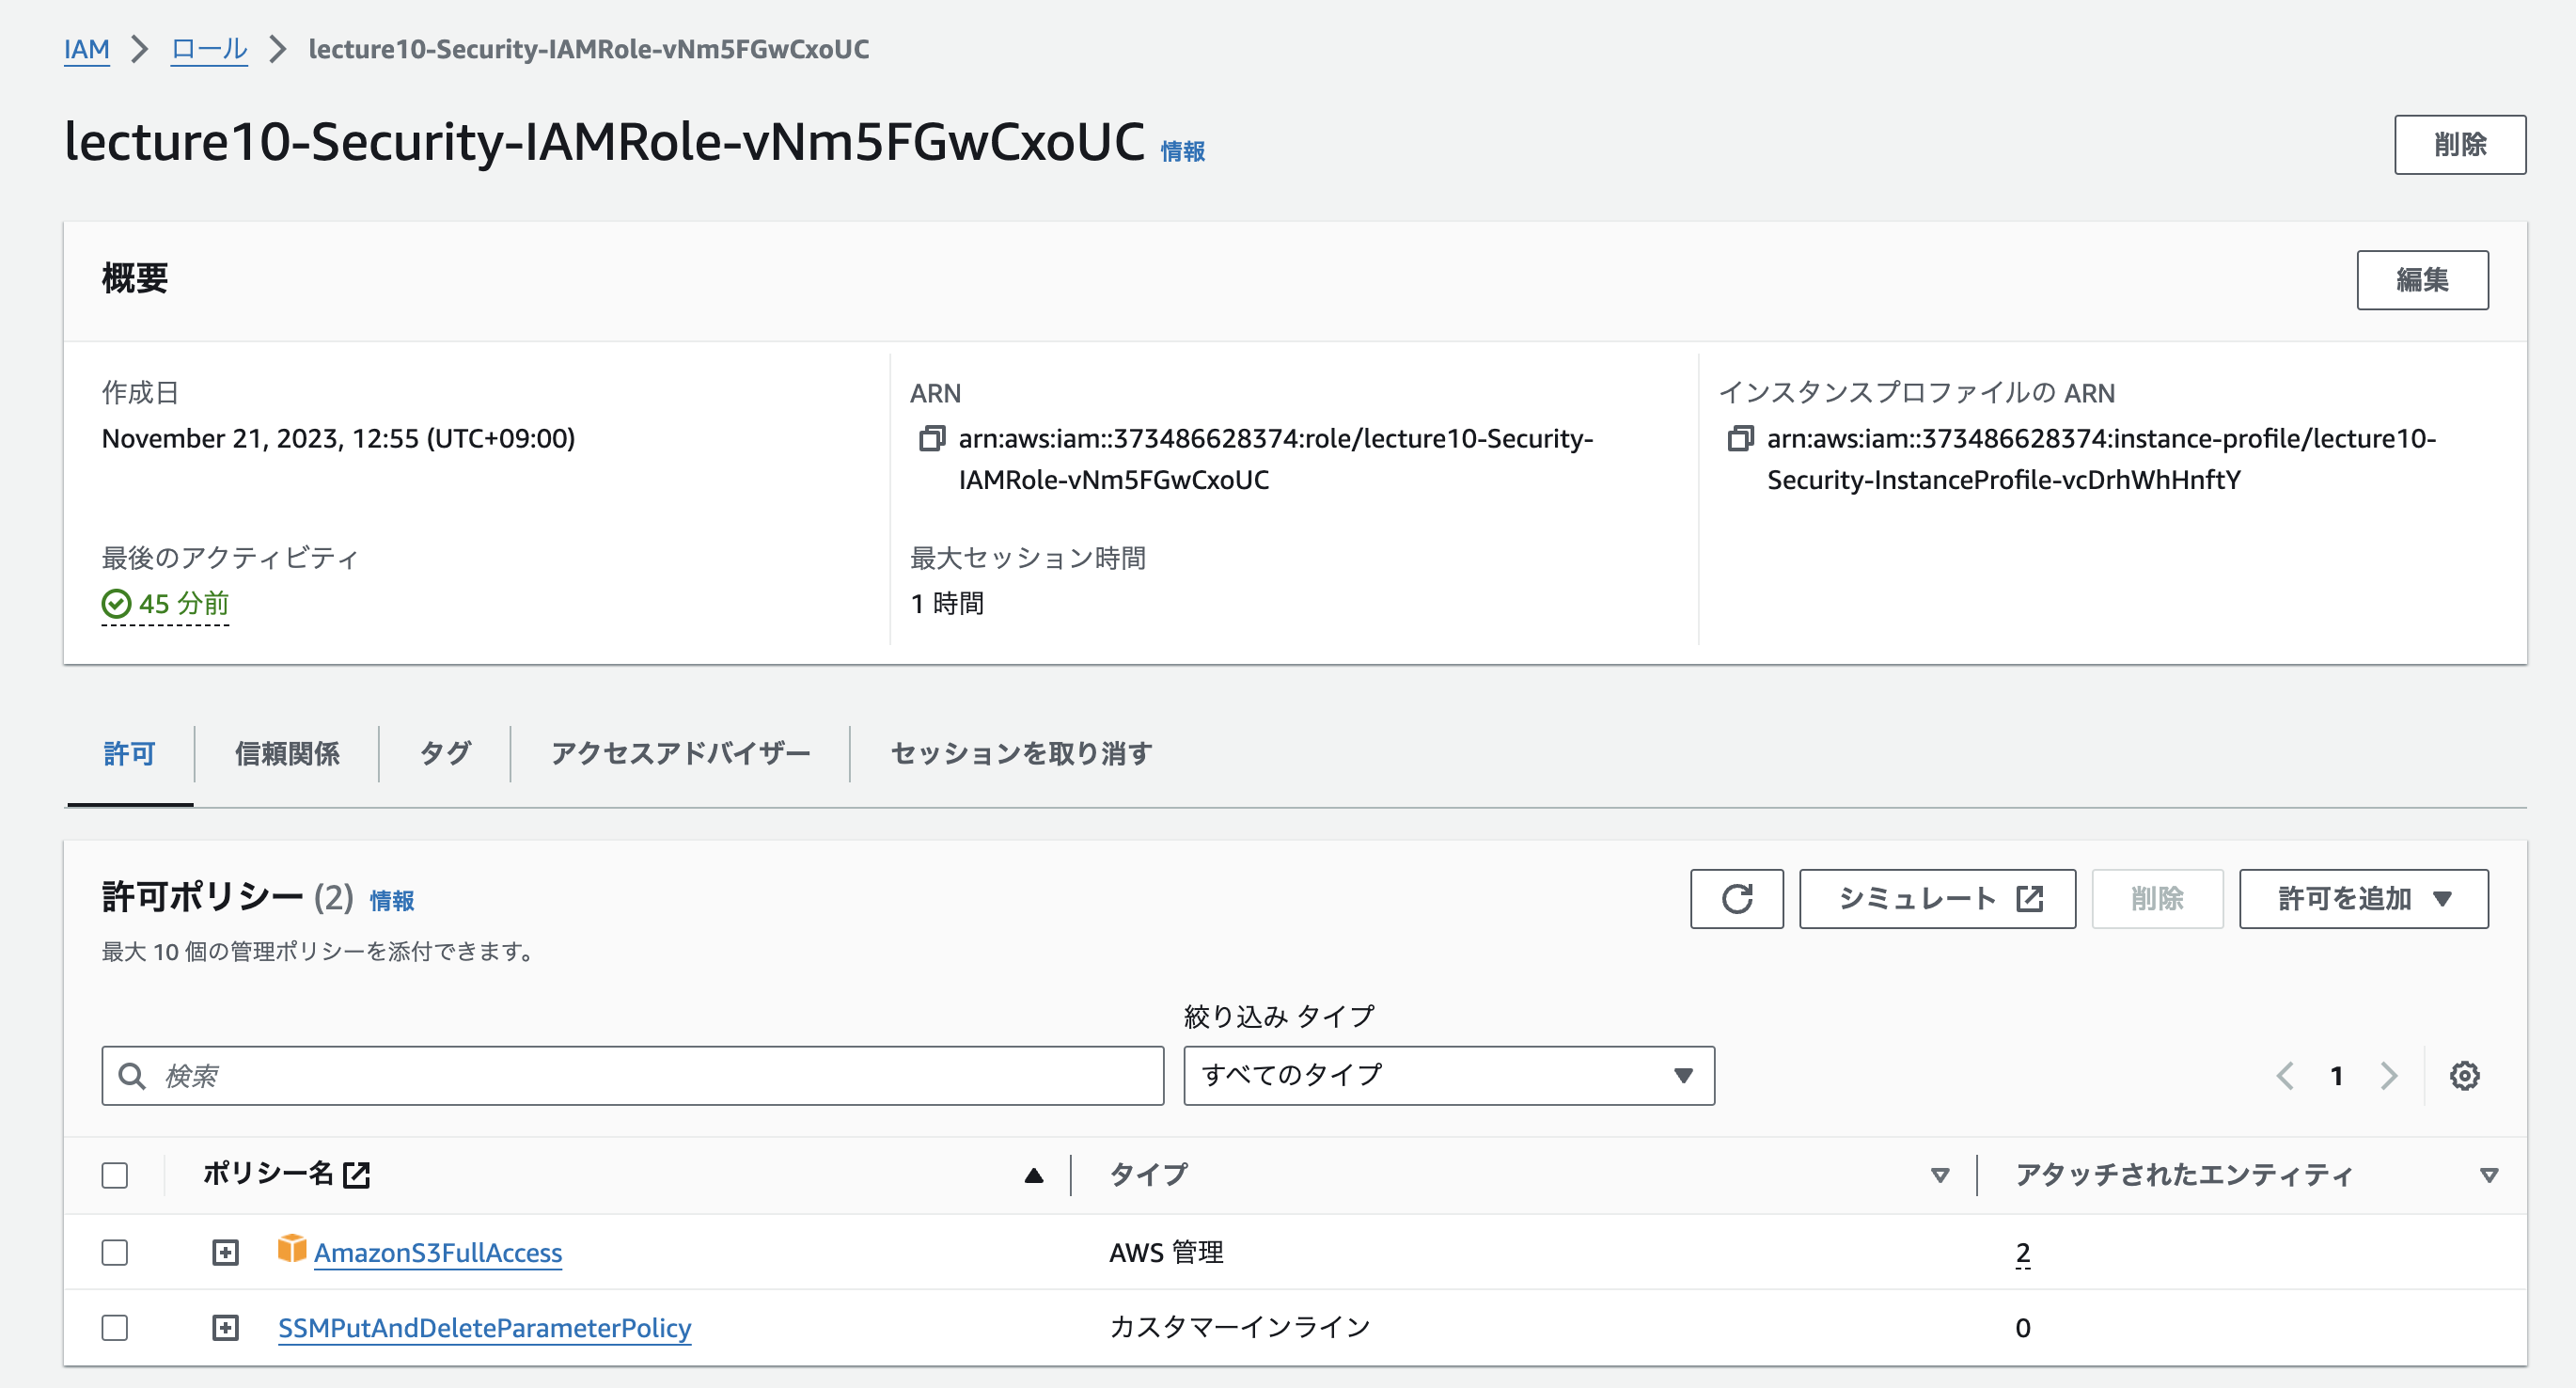 IAM > ロール > lecture10-Security-IAMRole-vNm5FGwCxoUC
lecture10-Security-IAMRole-vNm5FGwCxoUC 情報
削除
概要
編集
作成日
November 21, 2023, 12:55 (UTC+09:00)
ARN
arn:aws:iam::373486628374:role/lecture10-Security-
IAMRole-vNm5FGwCxoUC
インスタンスプロファイルの ARN
arn:aws:iam::373486628374:instance-profile/lecture10-
Security-InstanceProfile-vcDrhWhHnftY
最後のアクティビティ
45 分前
最大セッション時間
1 時間
許可 信頼関係 タグ アクセスアドバイザー セッションを取り消す
許可ポリシー (2) 情報
シミュレート 削除 許可を追加
最大 10 個の管理ポリシーを添付できます。
絞り込み タイプ
検索 すべてのタイプ 1
ポリシー名 タイプ アタッチされたエンティティ
AmazonS3FullAccess AWS 管理 2
SSMPutAndDeleteParameterPolicy カスタマーインライン 0